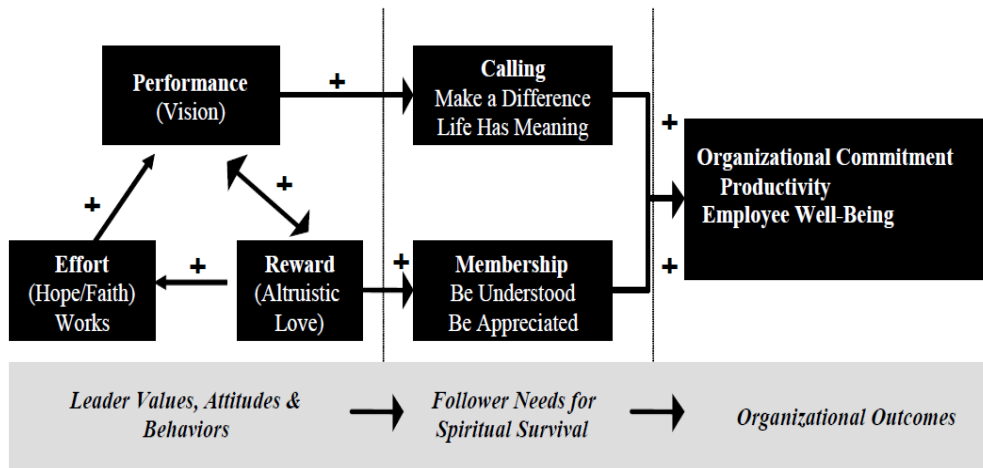 Performance
(Vision)
+
Calling
Make a Difference
Life Has Meaning
+
Organizational Commitment
Productivity
Employee Well-Being
+
+
Effort
(Hope/Faith)
Works
+
Reward
(Altruistic
Love)
+
Membership
Be Understood
Be Appreciated
+
Leader Values, Attitudes &
Behaviors
Follower Needs for
Spiritual Survival
Organizational Outcomes